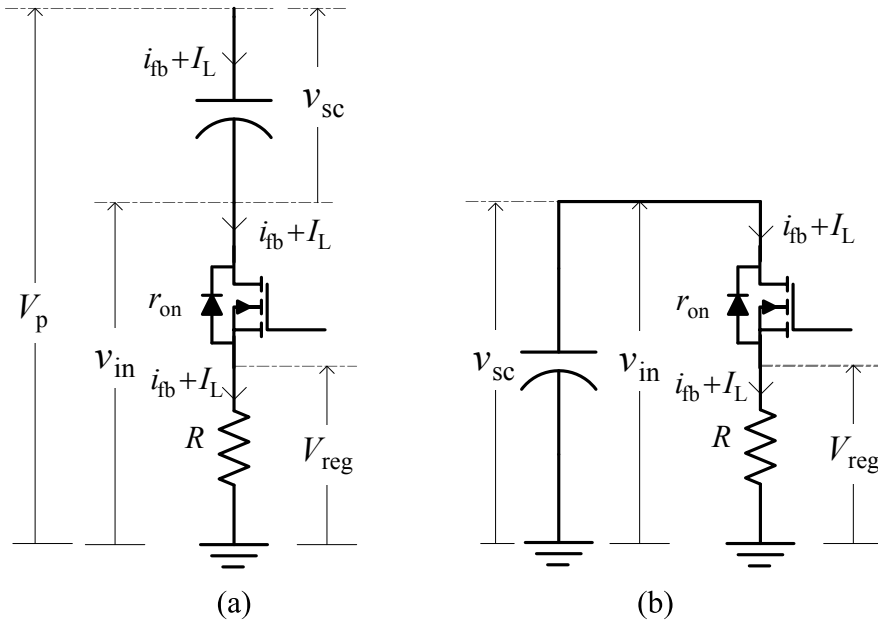 i_fb+I_L
v_sc
i_fb+I_L
r_on
V_p
v_in
i_fb+I_L
R
V_reg
(a)
i_fb+I_L
r_on
v_sc
v_in
i_fb+I_L
R
V_reg
(b)